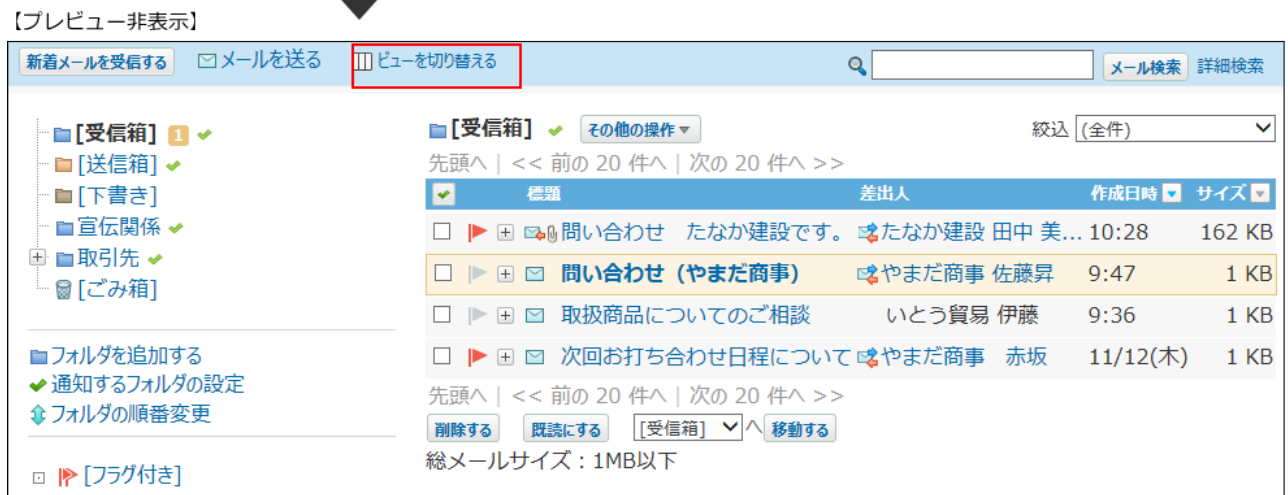 【プレビュー非表示】
新着メールを受信する メールを送る ビューを切り替える メール検索 詳細検索
[受信箱] 1
[送信箱]
[下書き]
宣伝関係
取引先
[ごみ箱]
フォルダを追加する
通知するフォルダの設定
フォルダの順番変更
[フラグ付き]
[受信箱] その他の操作 絞込 (全件)
先頭へ | << 前の 20 件へ | 次の 20 件へ >>
標題 差出人 作成日時 サイズ
問い合わせ たなか建設です。 たなか建設 田中 美... 10:28 162 KB
問い合わせ（やまだ商事） やまだ商事 佐藤昇 9:47 1 KB
取扱商品についてのご相談 いとう貿易 伊藤 9:36 1 KB
次回お打ち合わせ日程について やまだ商事 赤坂 11/12(木) 1 KB
先頭へ | << 前の 20 件へ | 次の 20 件へ >>
削除する 既読にする [受信箱] へ 移動する
総メールサイズ：1MB以下